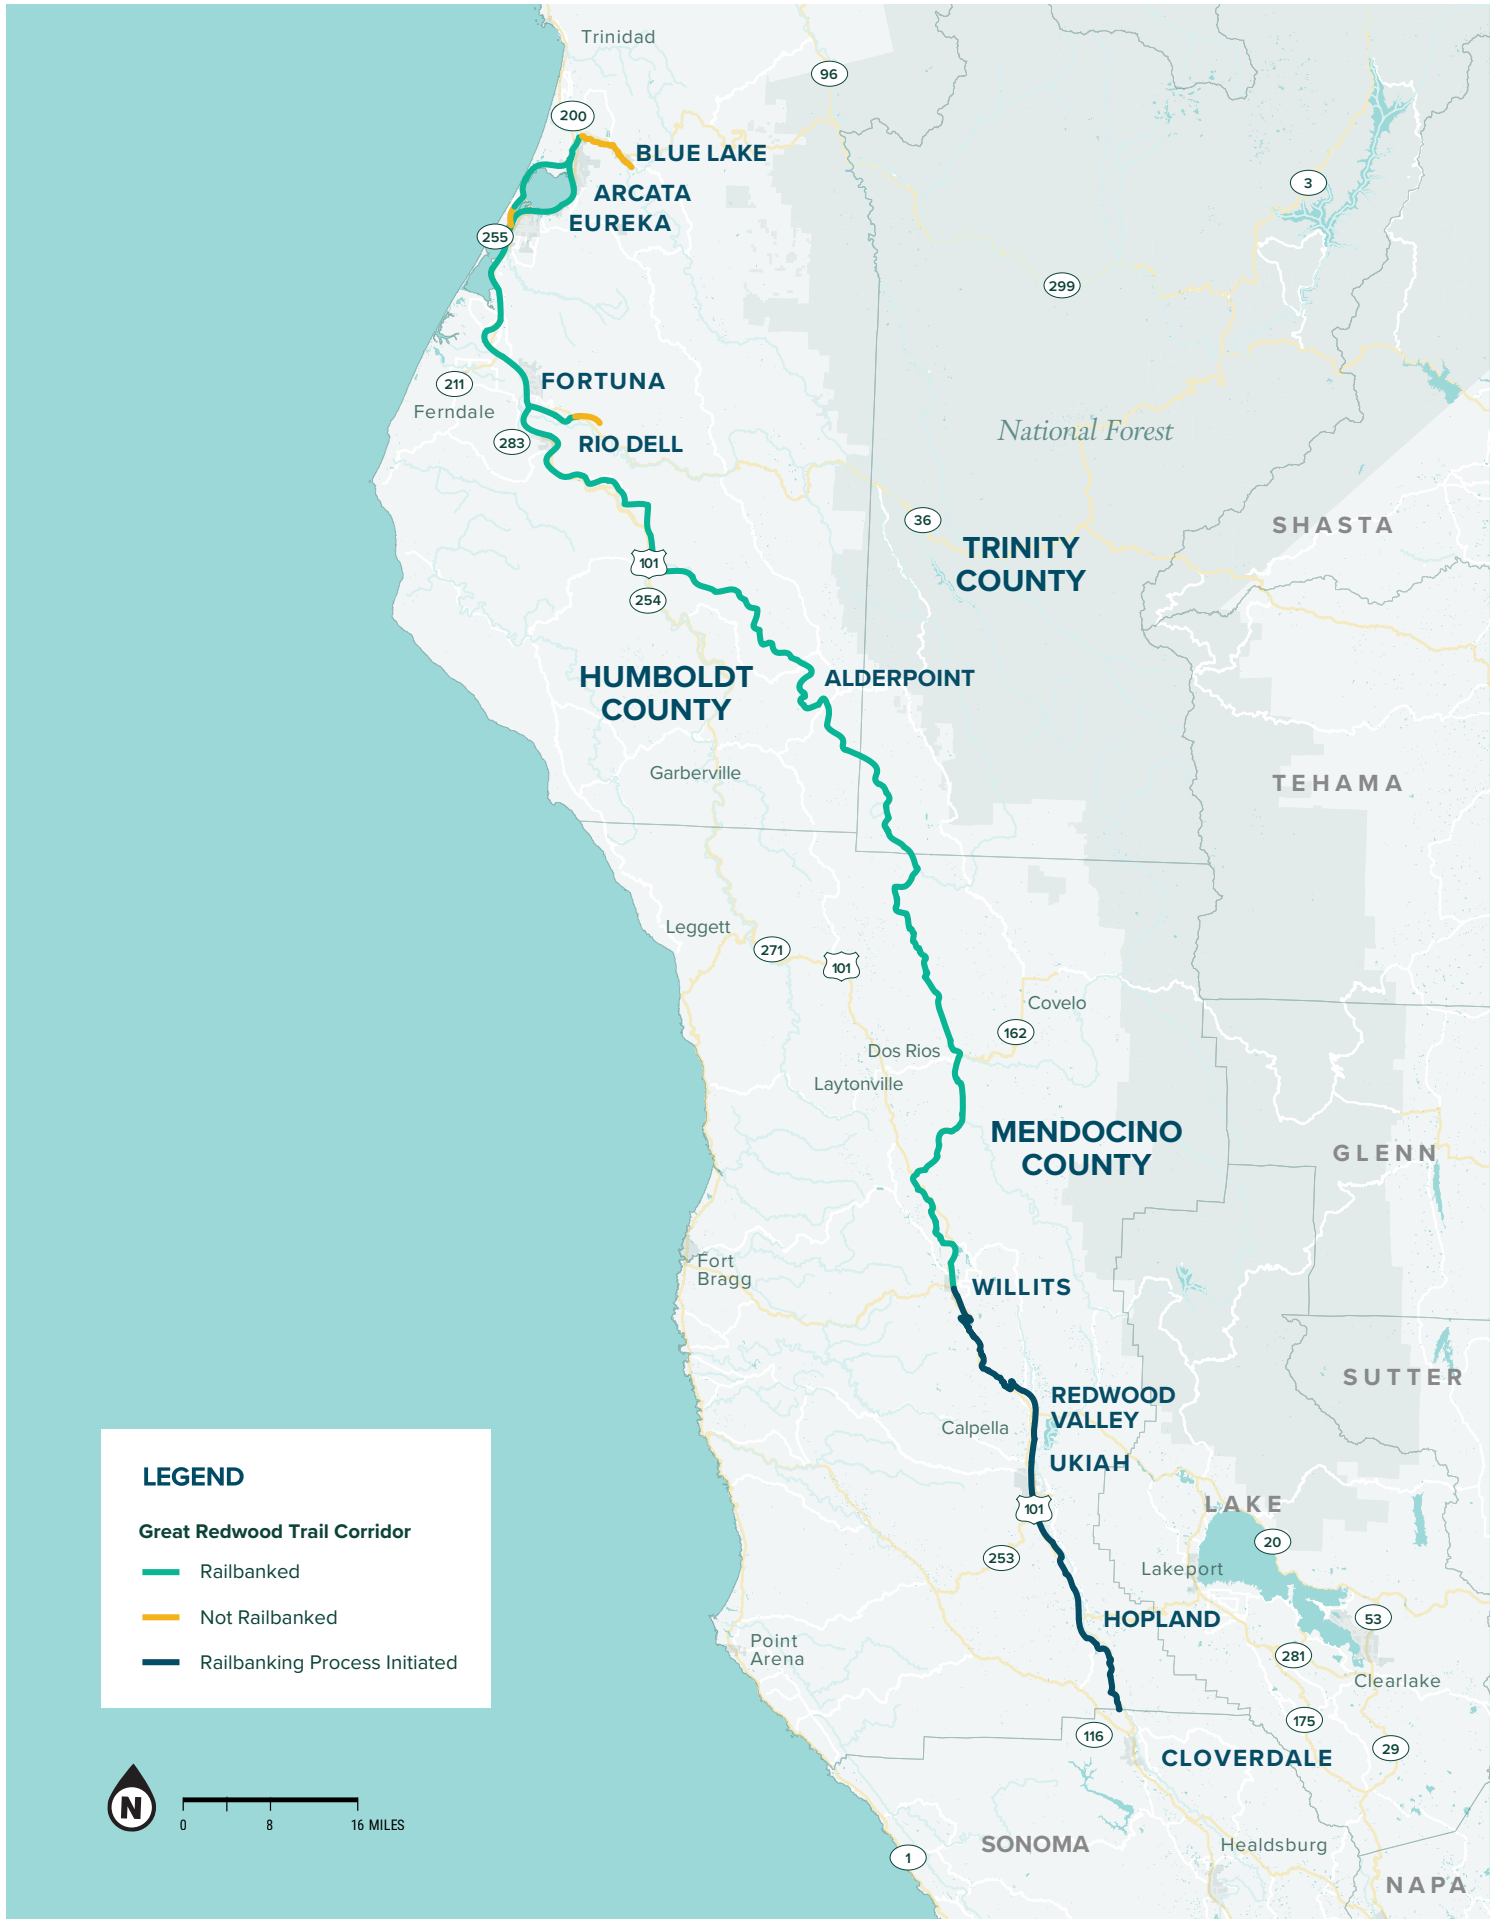 Trinidad
96
200
BLUE LAKE
3
ARCATA
EUREKA
255
299
FORTUNA
211
Ferndale
National Forest
283
RIO DELL
36
SHASTA
TRINITY
COUNTY
101
254
HUMBOLDT
COUNTY
ALDERPOINT
Garberville
TEHAMA
Leggett
271
101
Covelo
162
Dos Rios
Laytonville
MENDOCINO
COUNTY
GLENN
Fort
Bragg
WILLITS
SUTTER
REDWOOD
VALLEY
Calpella
UKIAH
LAKE
101
20
253
Lakeport
HOPLAND
53
Point
Arena
281
Clearlake
175
116
29
CLOVERDALE
SONOMA
Healdsburg
1
NAPA
LEGEND
Great Redwood Trail Corridor
Railbanked
Not Railbanked
Railbanking Process Initiated
N
0 8 16 MILES